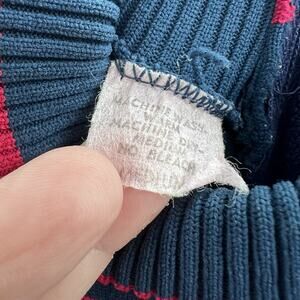 MACHINE WASH
WARM
MACHINE DRY
MEDIUM
NO BLEACH